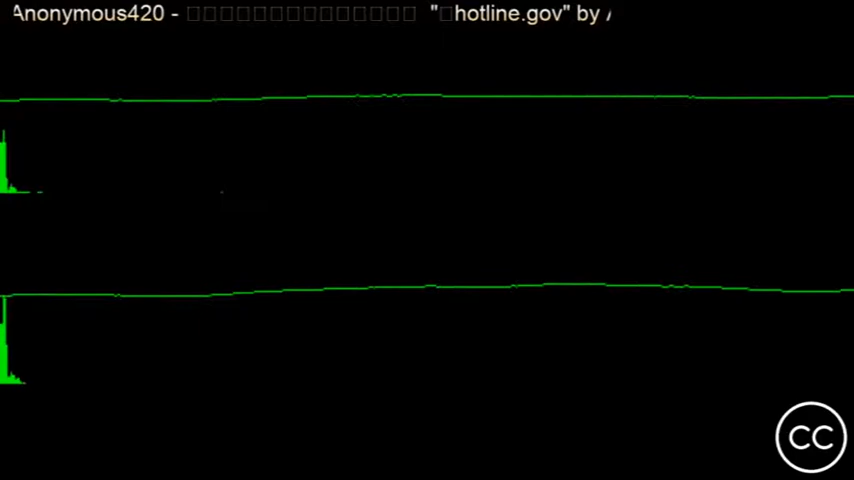 Anonymous420 - □□□□□□□□□□□□□□ "□hotline.gov" by
CC